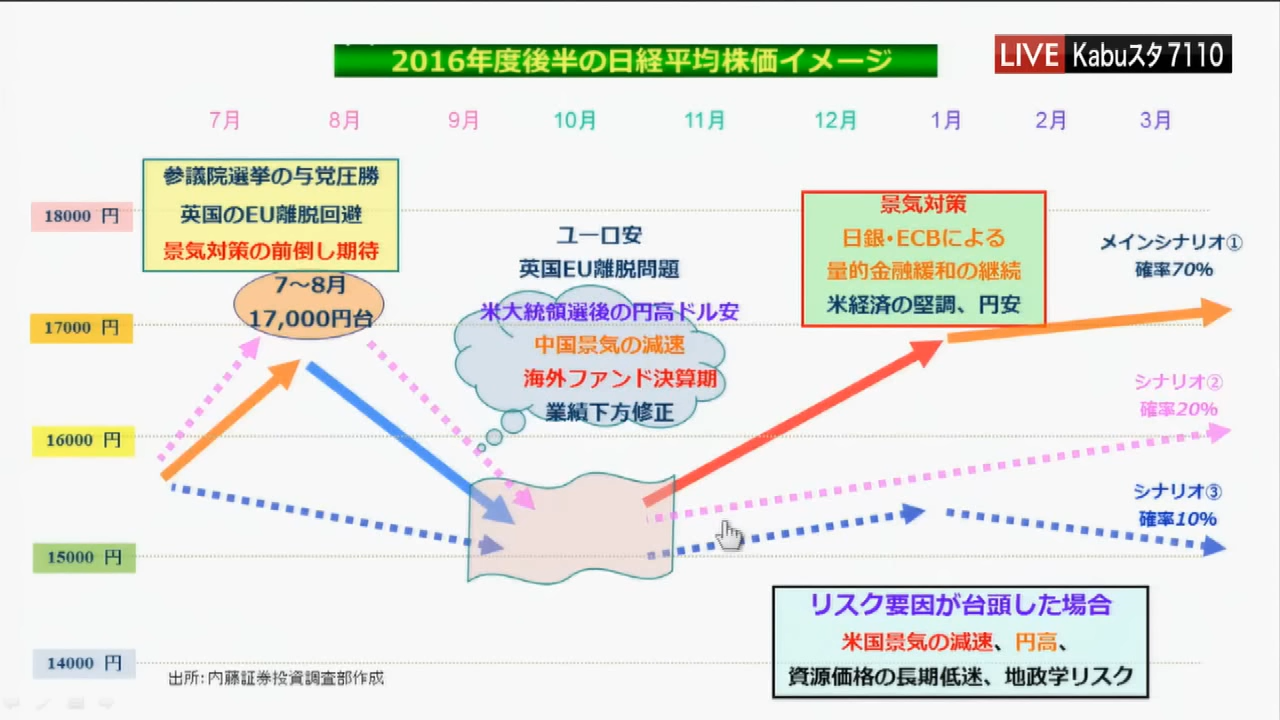 2016年度後半の日経平均株価イメージ
LIVE Kabuスタ7110
7月 8月 9月 10月 11月 12月 1月 2月 3月
参議院選挙の与党圧勝
英国のEU離脱回避
景気対策の前倒し期待
7～8月
17,000円台
ユーロ安
英国EU離脱問題
米大統領選後の円高ドル安
中国景気の減速
海外ファンド決算期
業績下方修正
景気対策
日銀・ECBによる
量的金融緩和の継続
米経済の堅調、円安
メインシナリオ①
確率70%
シナリオ②
確率20%
シナリオ③
確率10%
18000 円
17000 円
16000 円
15000 円
14000 円
リスク要因が台頭した場合
米国景気の減速、円高、
資源価格の長期低迷、地政学リスク
出所:内藤証券投資調査部作成